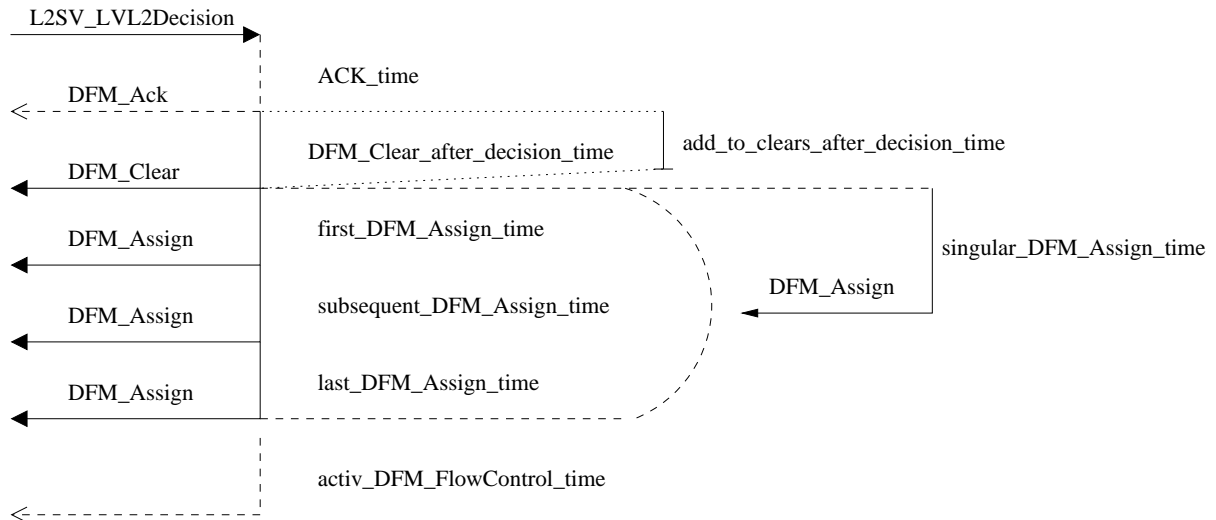 L2SV_LVL2Decision
ACK_time
DFM_Ack
DFM_Clear_after_decision_time
add_to_clears_after_decision_time
DFM_Clear
first_DFM_Assign_time
DFM_Assign
singular_DFM_Assign_time
DFM_Assign
subsequent_DFM_Assign_time
DFM_Assign
last_DFM_Assign_time
DFM_Assign
activ_DFM_FlowControl_time